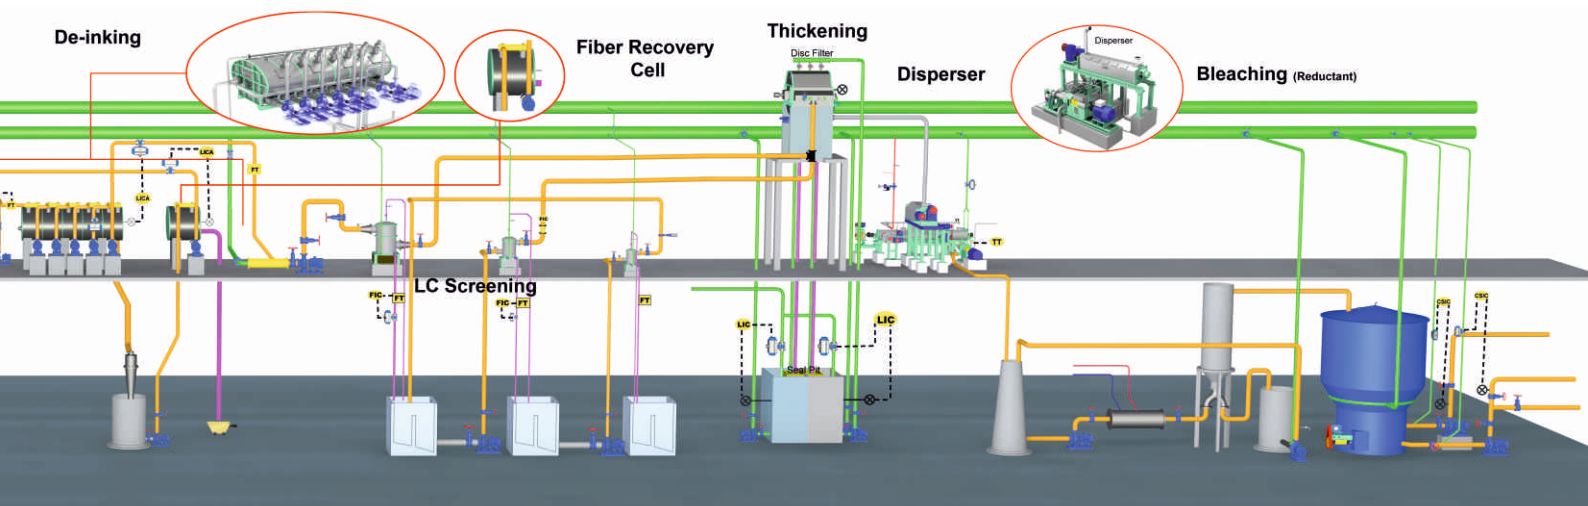 De-inking
Fiber Recovery
Cell
Thickening
Disc Filter
Disperser
Disperser
Bleaching (Reductant)
LICA
LICA
FT
FT
FIC
TT
LC Screening
FIC
FT
FIC
FT
FT
LIC
LIC
Seal Pit
CSIC
CSIC